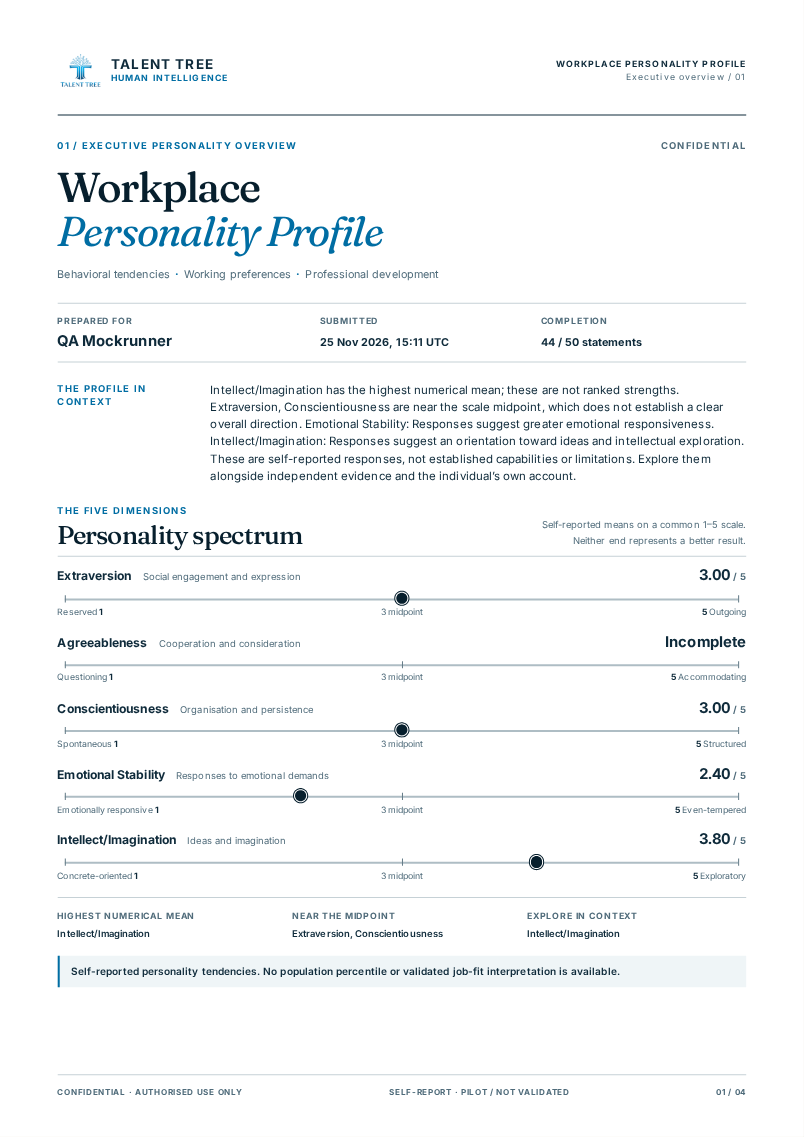 TALENT TREE
TALENT TREE
HUMAN INTELLIGENCE
WORKPLACE PERSONALITY PROFILE
Executive overview / 01
01 / EXECUTIVE PERSONALITY OVERVIEW
CONFIDENTIAL
Workplace
Personality Profile
Behavioral tendencies · Working preferences · Professional development
PREPARED FOR
QA Mockrunner
SUBMITTED
25 Nov 2026, 15:11 UTC
COMPLETION
44 / 50 statements
THE PROFILE IN
CONTEXT
Intellect/Imagination has the highest numerical mean; these are not ranked strengths.
Extraversion, Conscientiousness are near the scale midpoint, which does not establish a clear
overall direction. Emotional Stability: Responses suggest greater emotional responsiveness.
Intellect/Imagination: Responses suggest an orientation toward ideas and intellectual exploration.
These are self-reported responses, not established capabilities or limitations. Explore them
alongside independent evidence and the individual's own account.
THE FIVE DIMENSIONS
Personality spectrum
Self-reported means on a common 1–5 scale.
Neither end represents a better result.
Extraversion Social engagement and expression 3.00 / 5
Reserved 1 3 midpoint 5 Outgoing
Agreeableness Cooperation and consideration Incomplete
Questioning 1 3 midpoint 5 Accommodating
Conscientiousness Organisation and persistence 3.00 / 5
Spontaneous 1 3 midpoint 5 Structured
Emotional Stability Responses to emotional demands 2.40 / 5
Emotionally responsive 1 3 midpoint 5 Even-tempered
Intellect/Imagination Ideas and imagination 3.80 / 5
Concrete-oriented 1 3 midpoint 5 Exploratory
HIGHEST NUMERICAL MEAN
Intellect/Imagination
NEAR THE MIDPOINT
Extraversion, Conscientiousness
EXPLORE IN CONTEXT
Intellect/Imagination
Self-reported personality tendencies. No population percentile or validated job-fit interpretation is available.
CONFIDENTIAL · AUTHORISED USE ONLY
SELF-REPORT · PILOT / NOT VALIDATED
01 / 04